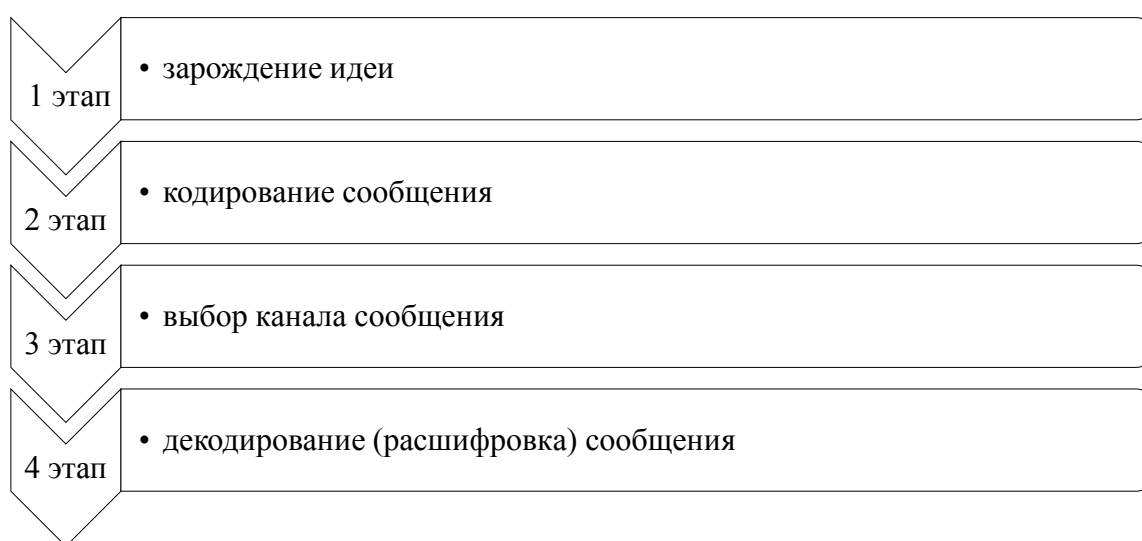 1 этап
• зарождение идеи
2 этап
• кодирование сообщения
3 этап
• выбор канала сообщения
4 этап
• декодирование (расшифровка) сообщения